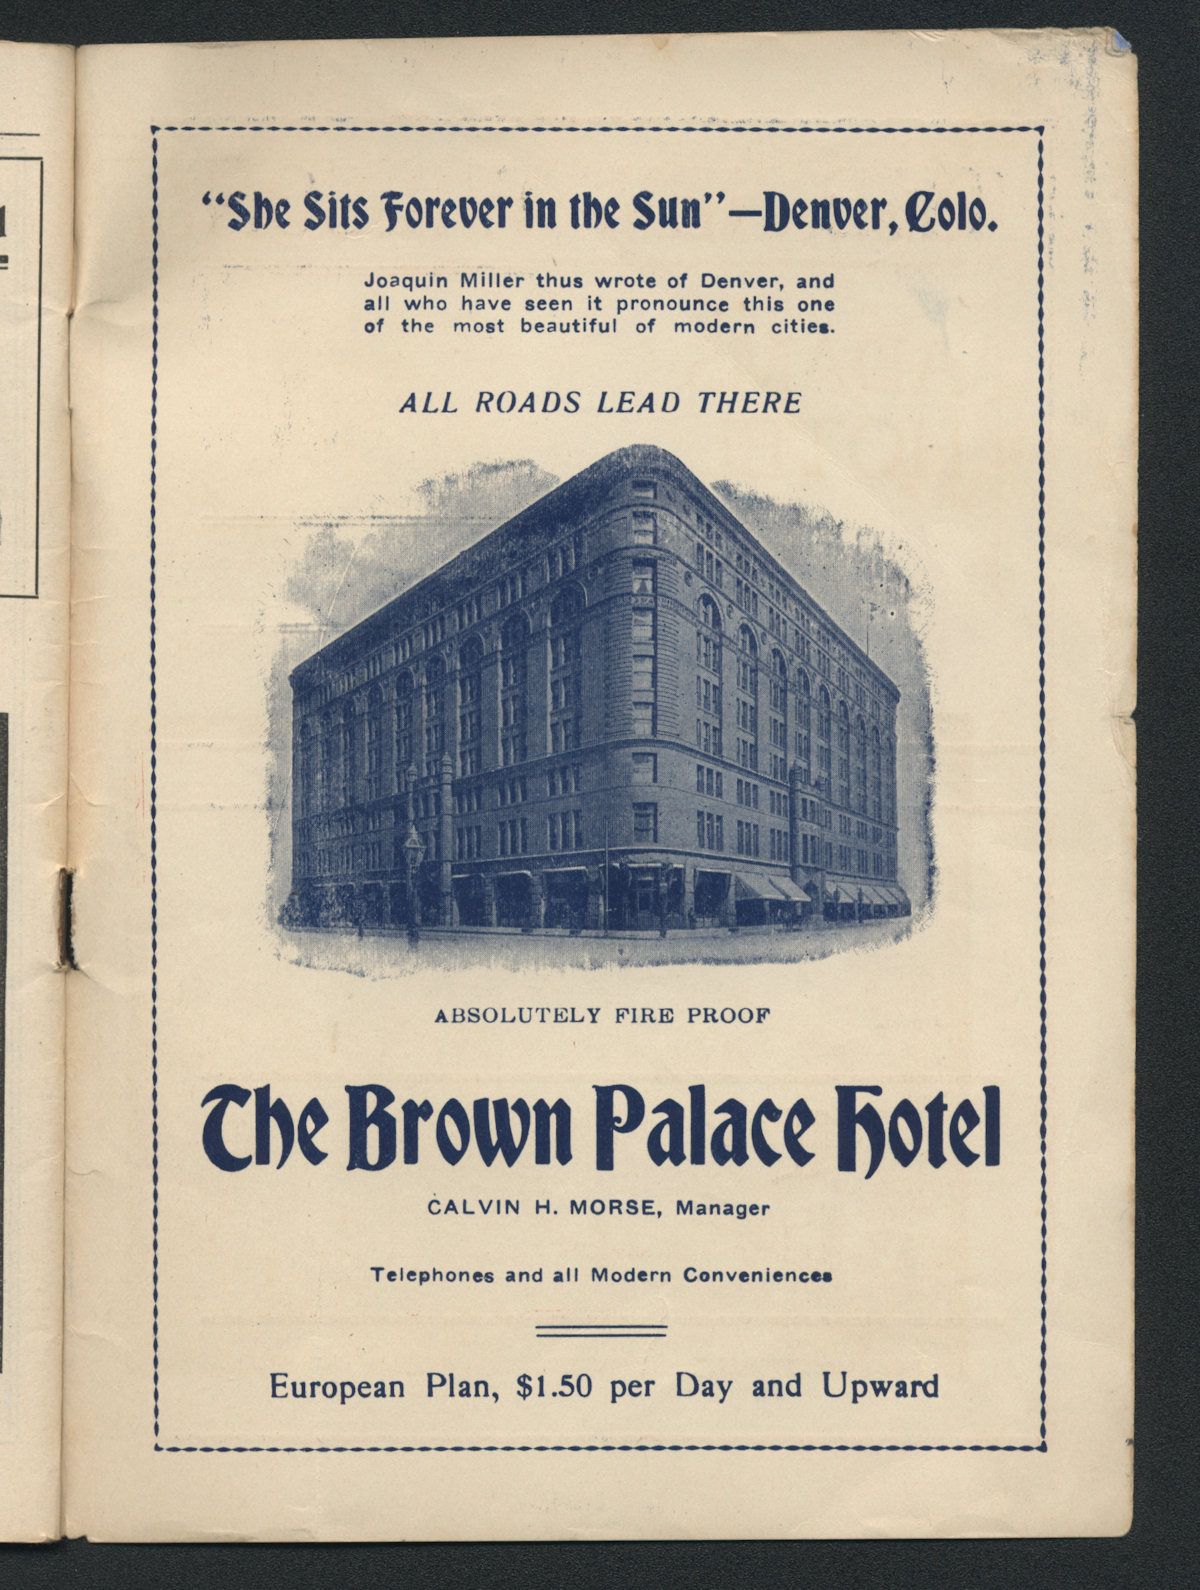 “She Sits Forever in the Sun”—Denver, Colo.
Joaquin Miller thus wrote of Denver, and
all who have seen it pronounce this one
of the most beautiful of modern cities.
ALL ROADS LEAD THERE
ABSOLUTELY FIRE PROOF
The Brown Palace Hotel
CALVIN H. MORSE, Manager
Telephones and all Modern Conveniences
European Plan, $1.50 per Day and Upward